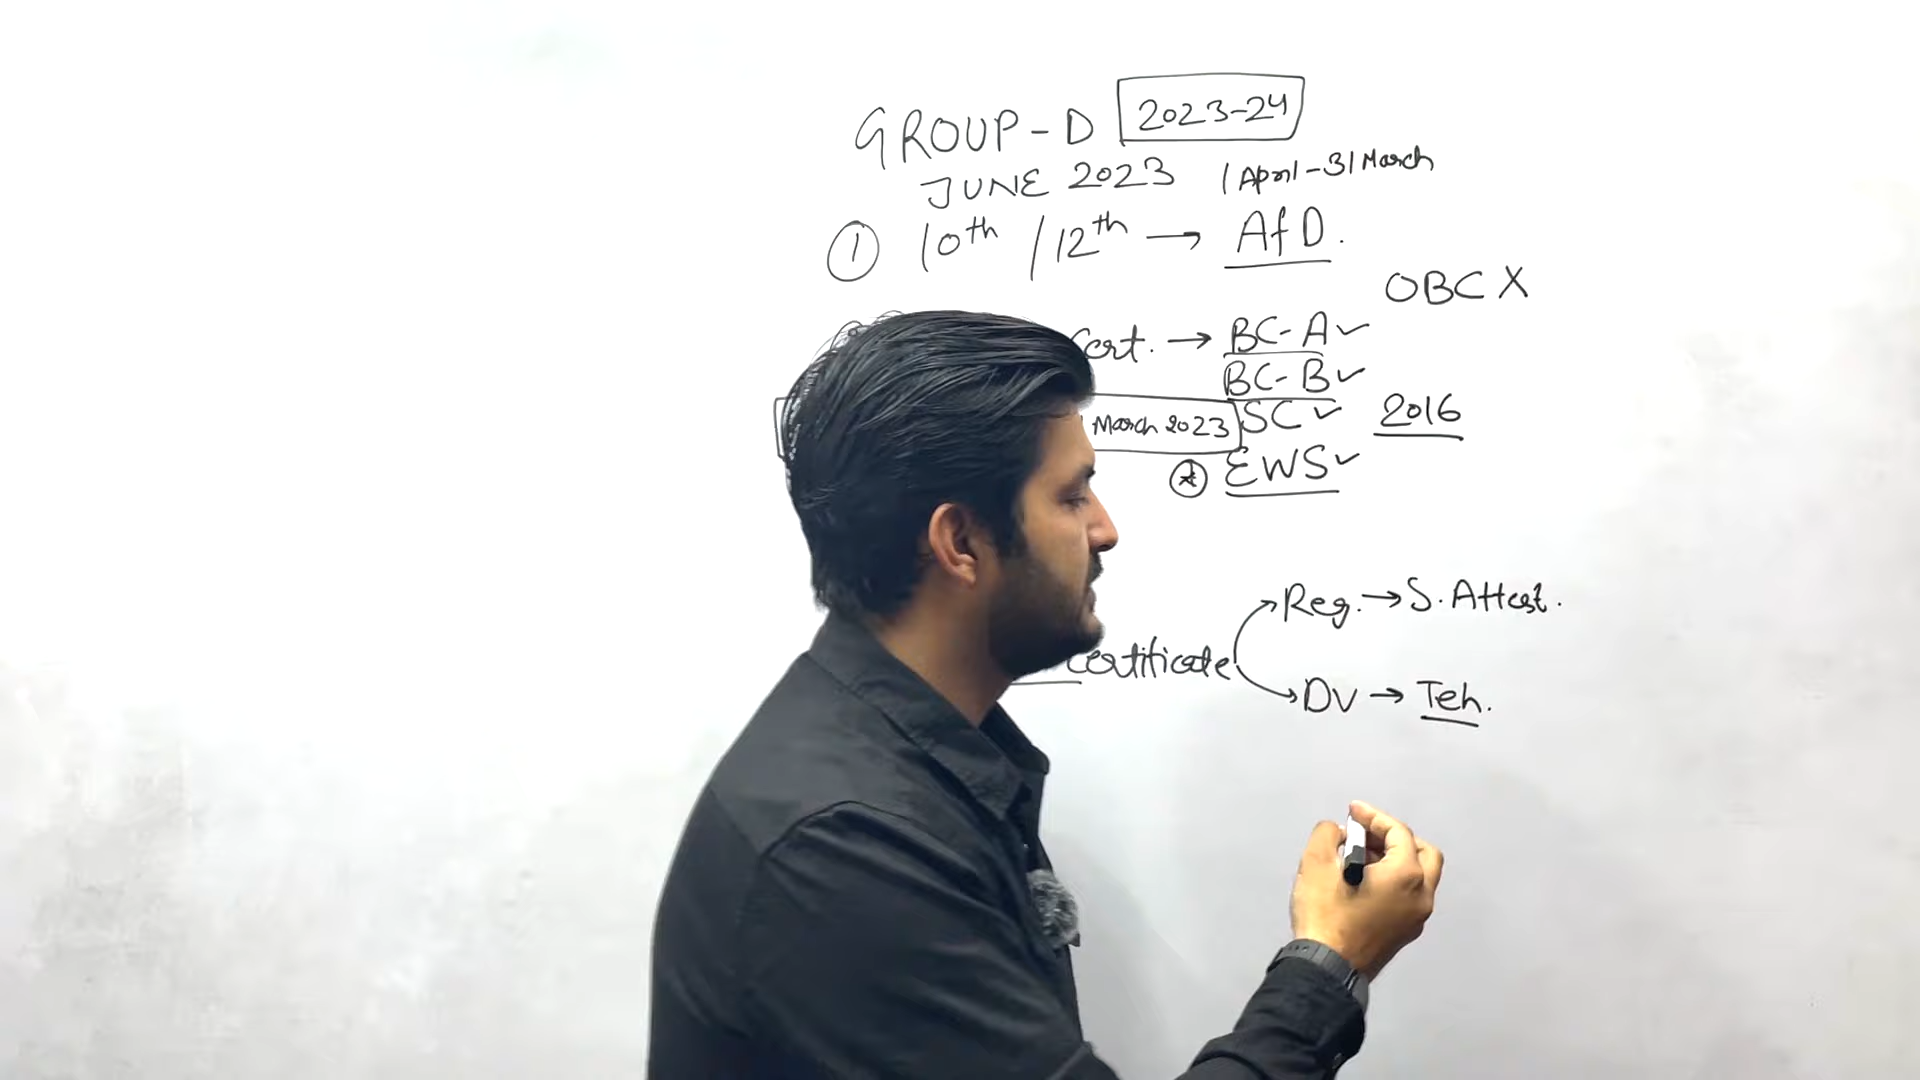 GROUP-D 2023-24
JUNE 2023 1 April-31 March
① 10th /12th → AfD.
OBC X
Cert. → BC-A✓
BC-B✓
March 2023 SC✓ 2016
EWS✓
Reg. → S. Attest.
certificate
DV → Teh.